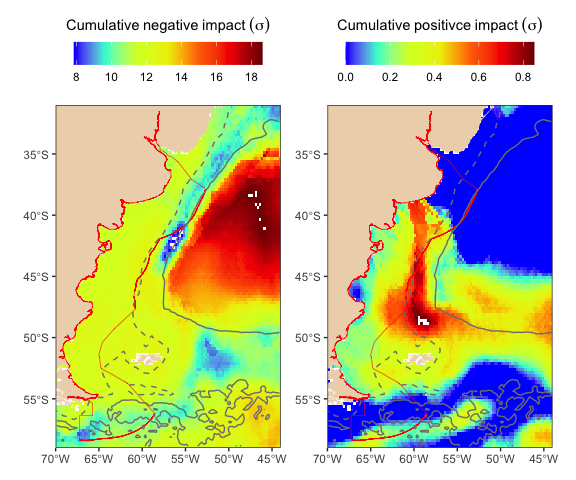 Cumulative negative impact (σ)
Cumulative positivce impact (σ)
8 10 12 14 16 18
0.0 0.2 0.4 0.6 0.8
35°S
40°S
45°S
50°S
55°S
35°S
40°S
45°S
50°S
55°S
70°W 65°W 60°W 55°W 50°W 45°W
70°W 65°W 60°W 55°W 50°W 45°W